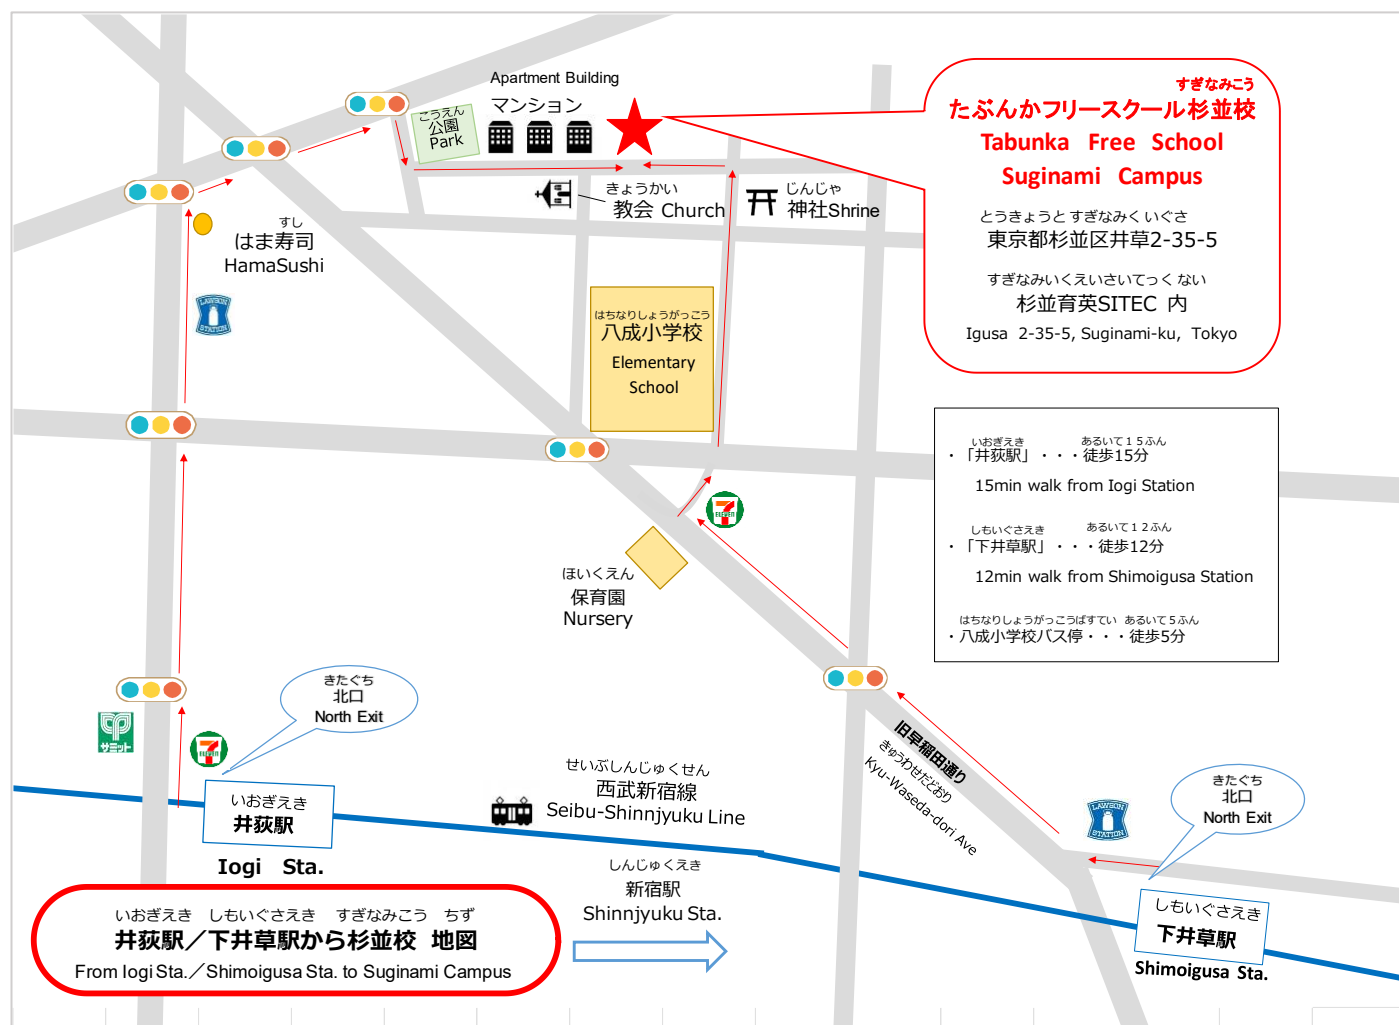 Apartment Building
マンション
こうえん
公園
Park
すぎなみこう
たぶんかフリースクール杉並校
Tabunka Free School
Suginami Campus
とうきょうと すぎなみく いぐさ
東京都杉並区井草2-35-5
すぎなみいくえいさいてっく ない
杉並育英SITEC 内
Igusa 2-35-5, Suginami-ku, Tokyo
きょうかい
教会 Church
じんじゃ
神社Shrine
すし
はま寿司
HamaSushi
LAWSON
STATION
はちなりしょうがっこう
八成小学校
Elementary
School
いおぎえき あるいて15ふん
・「井荻駅」・・・徒歩15分
15min walk from Iogi Station
しもいぐさえき あるいて12ふん
・「下井草駅」・・・徒歩12分
12min walk from Shimoigusa Station
はちなりしょうがっこうばすてい あるいて5ふん
・八成小学校バス停・・・徒歩5分
7
ELEVEN
ほいくえん
保育園
Nursery
きたぐち
北口
North Exit
サミット
7
ELEVEN
旧早稲田通り
きゅうわせだどおり
Kyu-Waseda-dori Ave
きたぐち
北口
North Exit
LAWSON
STATION
いおぎえき
井荻駅
Iogi Sta.
せいぶしんじゅくせん
西武新宿線
Seibu-Shinnjyuku Line
しんじゅくえき
新宿駅
Shinnjyuku Sta.
しもいぐさえき
下井草駅
Shimoigusa Sta.
いおぎえき しもいぐさえき すぎなみこう ちず
井荻駅／下井草駅から杉並校 地図
From Iogi Sta.／Shimoigusa Sta. to Suginami Campus